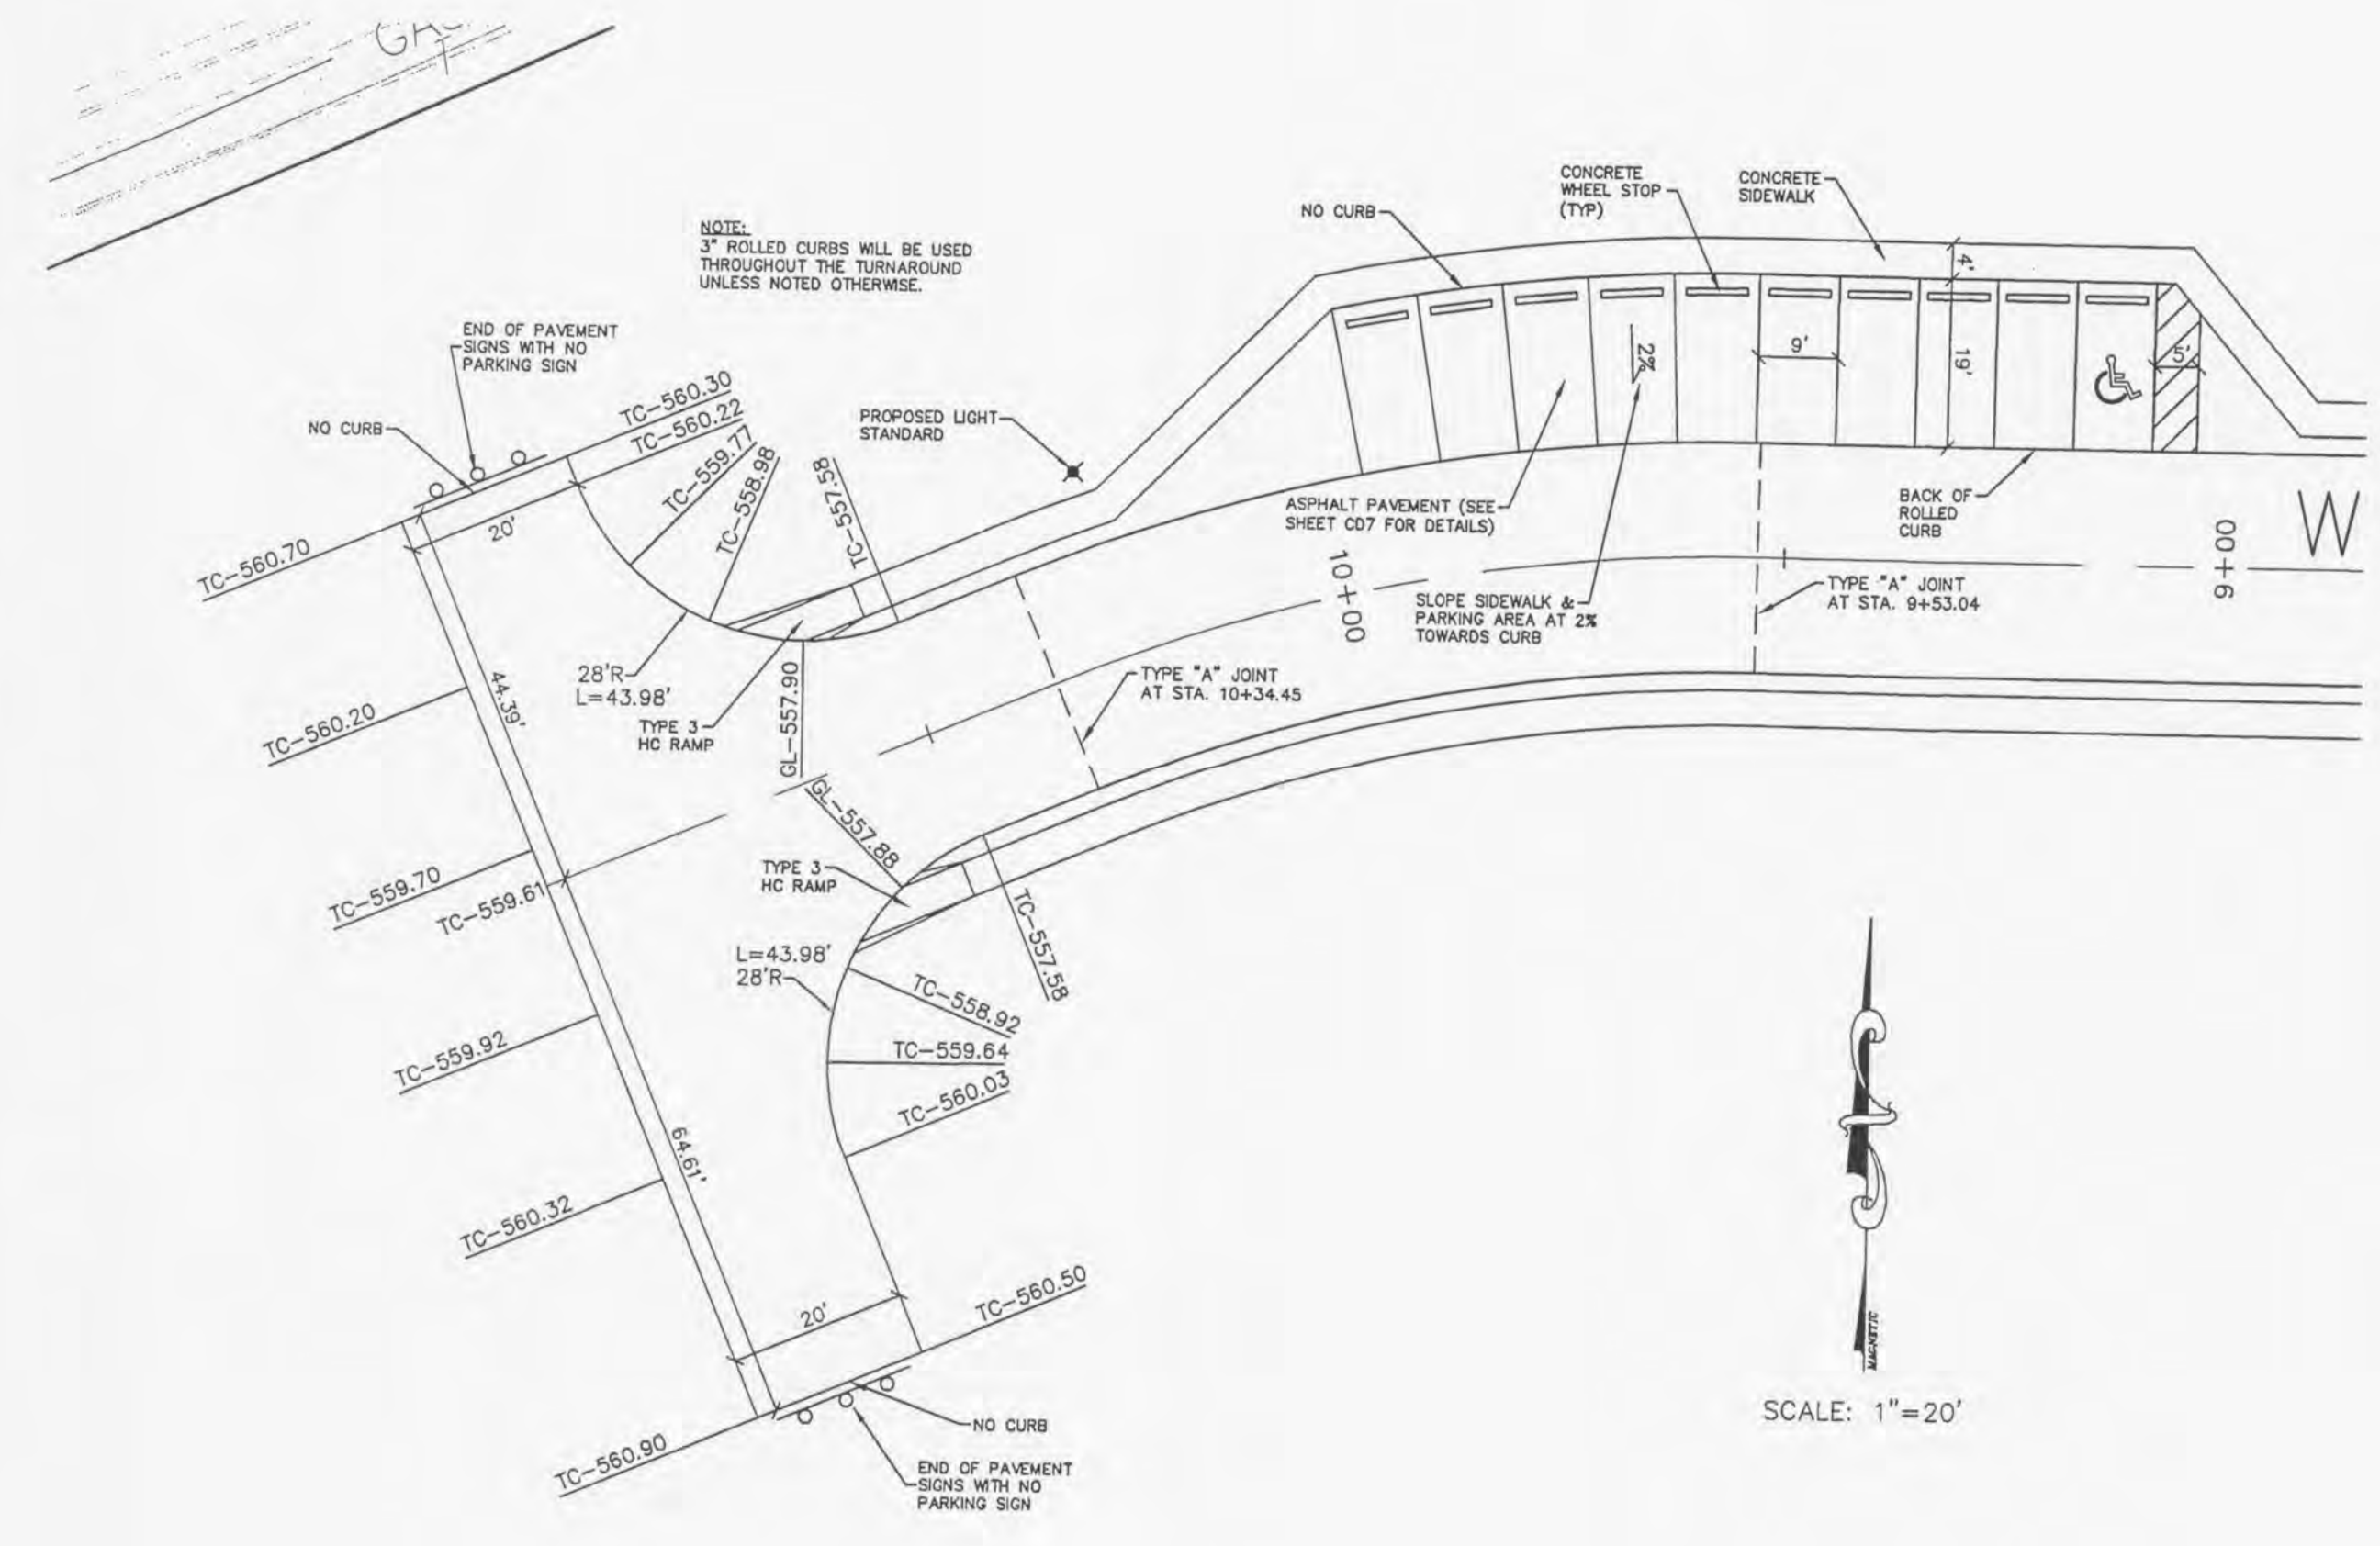 NOTE:
3" ROLLED CURBS WILL BE USED
THROUGHOUT THE TURNAROUND
UNLESS NOTED OTHERWISE.
CONCRETE
WHEEL STOP
(TYP)
CONCRETE
SIDEWALK
NO CURB
4'
19'
9'
5'
2%
END OF PAVEMENT
SIGNS WITH NO
PARKING SIGN
NO CURB
TC-560.30
TC-560.22
TC-559.77
TC-558.98
TC-557.58
PROPOSED LIGHT
STANDARD
20'
TC-560.70
ASPHALT PAVEMENT (SEE
SHEET CD7 FOR DETAILS)
BACK OF
ROLLED
CURB
W
9+00
10+00
TYPE "A" JOINT
AT STA. 9+53.04
SLOPE SIDEWALK &
PARKING AREA AT 2%
TOWARDS CURB
28'R
L=43.98'
TYPE 3
HC RAMP
GL-557.90
TYPE "A" JOINT
AT STA. 10+34.45
44.39'
TC-560.20
GL-557.88
TYPE 3
HC RAMP
TC-559.70
TC-559.61
TC-557.58
L=43.98'
28'R
TC-558.92
TC-559.64
TC-560.03
TC-559.92
64.61'
TC-560.32
20'
TC-560.50
TC-560.90
NO CURB
END OF PAVEMENT
SIGNS WITH NO
PARKING SIGN
MAGNETIC
SCALE: 1"=20'